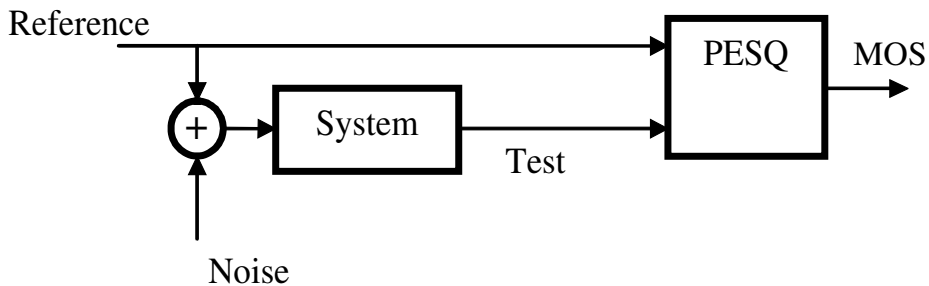 Reference
PESQ
MOS
+
System
Test
Noise